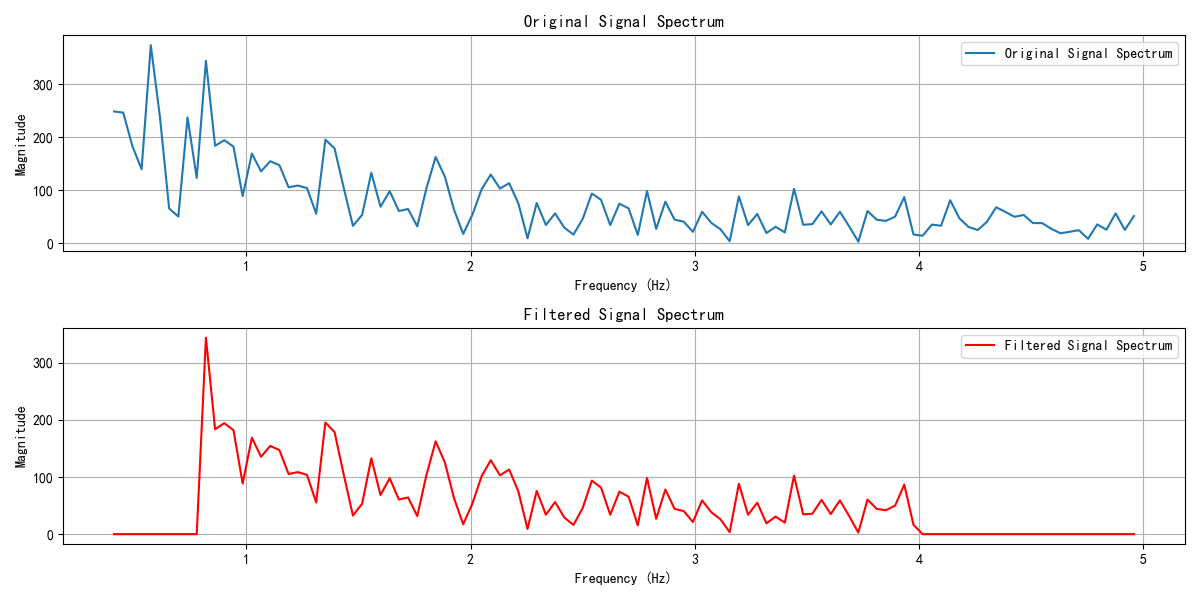 Original Signal Spectrum
Original Signal Spectrum
Magnitude
300
200
100
0
1 2 3 4 5
Frequency (Hz)
Filtered Signal Spectrum
Filtered Signal Spectrum
Magnitude
300
200
100
0
1 2 3 4 5
Frequency (Hz)